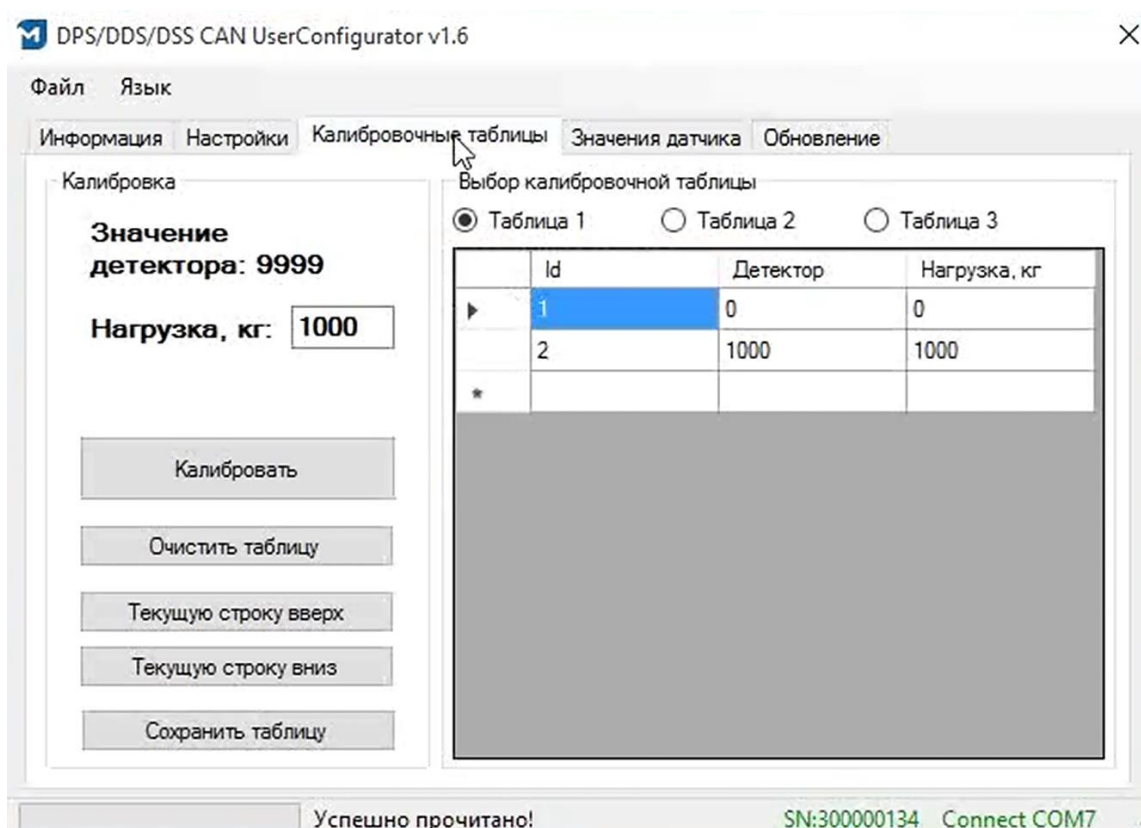 DPS/DDS/DSS CAN UserConfigurator v1.6
Файл Язык
Информация Настройки Калибровочные таблицы Значения датчика Обновление
Калибровка
Значение
детектора: 9999
Нагрузка, кг: 1000
Калибровать
Очистить таблицу
Текущую строку вверх
Текущую строку вниз
Сохранить таблицу
Выбор калибровочной таблицы
Таблица 1 Таблица 2 Таблица 3
Id Детектор Нагрузка, кг
1 0 0
2 1000 1000
*
Успешно прочитано! SN:300000134 Connect COM7